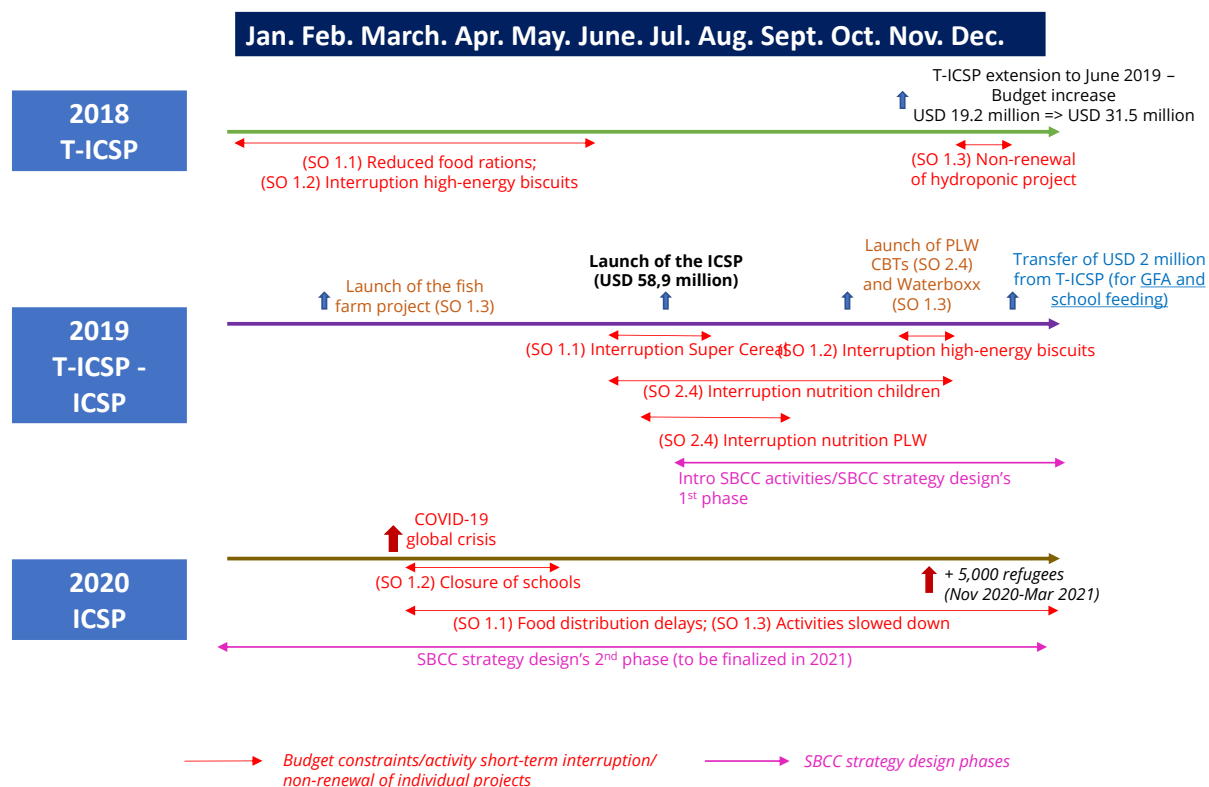 Jan. Feb. March. Apr. May. June. Jul. Aug. Sept. Oct. Nov. Dec.
2018
T-ICSP
T-ICSP extension to June 2019 –
Budget increase
USD 19.2 million => USD 31.5 million
(SO 1.1) Reduced food rations;
(SO 1.2) Interruption high-energy biscuits
(SO 1.3) Non-renewal
of hydroponic project
2019
T-ICSP -
ICSP
Launch of the fish
farm project (SO 1.3)
Launch of the ICSP
(USD 58,9 million)
Launch of PLW
CBTs (SO 2.4)
and Waterboxx
(SO 1.3)
Transfer of USD 2 million
from T-ICSP (for GFA and
school feeding)
(SO 1.1) Interruption Super Cereal
(SO 1.2) Interruption high-energy biscuits
(SO 2.4) Interruption nutrition children
(SO 2.4) Interruption nutrition PLW
Intro SBCC activities/SBCC strategy design's
1st phase
2020
ICSP
COVID-19
global crisis
(SO 1.2) Closure of schools
+ 5,000 refugees
(Nov 2020-Mar 2021)
(SO 1.1) Food distribution delays; (SO 1.3) Activities slowed down
SBCC strategy design's 2nd phase (to be finalized in 2021)
Budget constraints/activity short-term interruption/
non-renewal of individual projects
SBCC strategy design phases